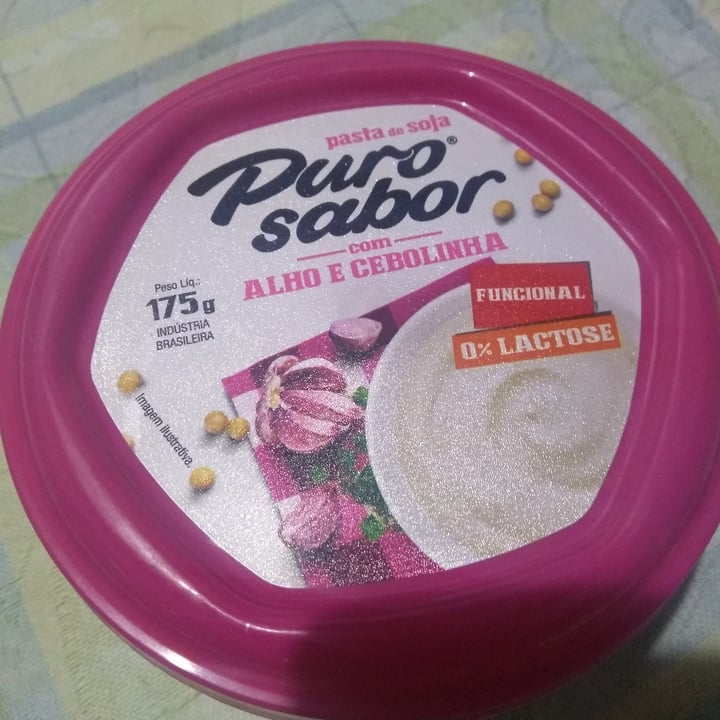 pasta de soja
Puro®
sabor
com
ALHO E CEBOLINHA
Peso Líq.:
175g
INDÚSTRIA
BRASILEIRA
FUNCIONAL
0% LACTOSE
Imagem ilustrativa.